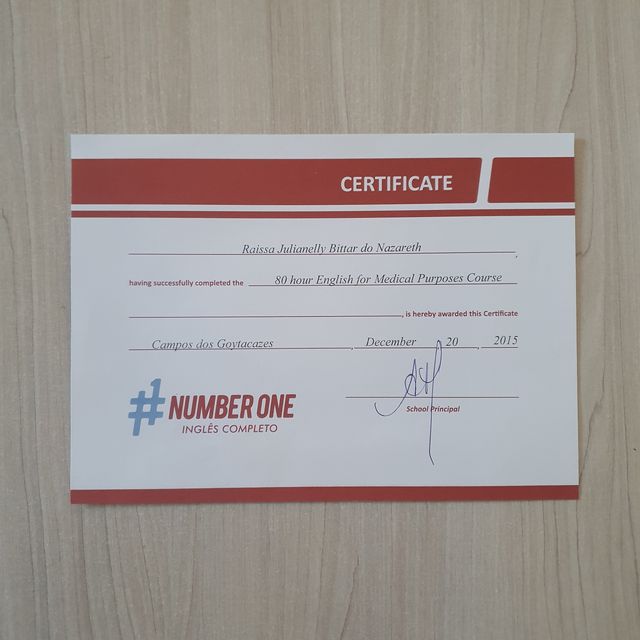 CERTIFICATE
Raissa Julianelly Bittar do Nazareth,
having successfully completed the 80 hour English for Medical Purposes Course
, is hereby awarded this Certificate
Campos dos Goytacazes, December 20, 2015
#1 NUMBER ONE
INGLÊS COMPLETO
School Principal